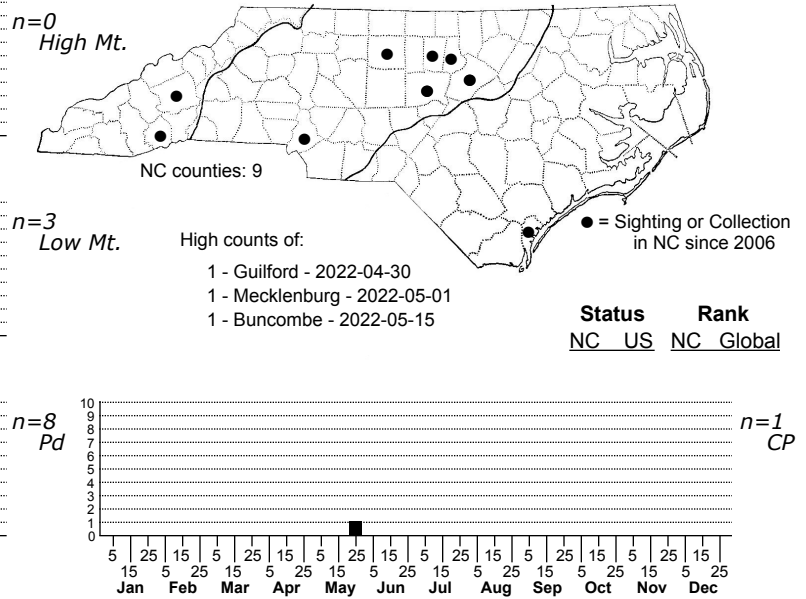 n=0
High Mt.
NC counties: 9
n=3
Low Mt.
High counts of:
1 - Guilford - 2022-04-30
1 - Mecklenburg - 2022-05-01
1 - Buncombe - 2022-05-15
● = Sighting or Collection
in NC since 2006
Status Rank
NC US NC Global
n=8
Pd
n=1
CP
10
9
8
7
6
5
4
3
2
1
0
5 25 15 5 25 15 5 25 15 5 25 15 5 25 15 5 25 15
15 5 25 15 5 25 15 5 25 15 5 25 15 5 25 15 5 25
Jan Feb Mar Apr May Jun Jul Aug Sep Oct Nov Dec